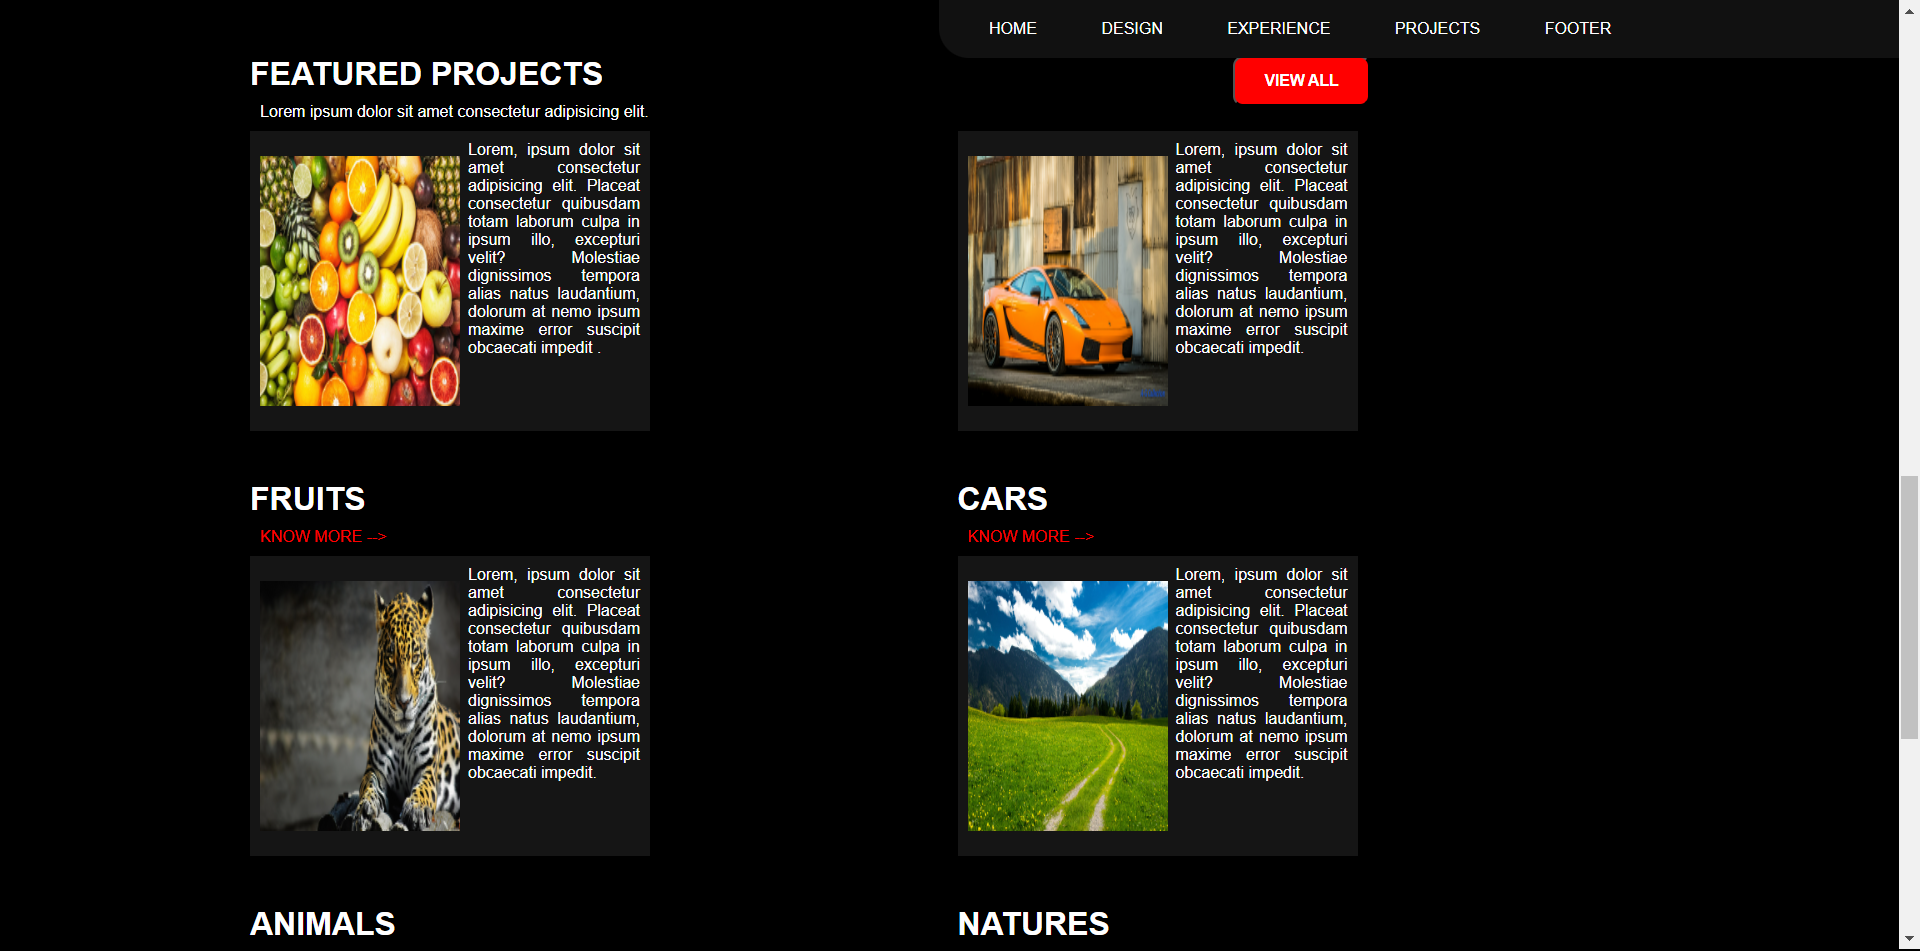 HOME DESIGN EXPERIENCE PROJECTS FOOTER
FEATURED PROJECTS
VIEW ALL
Lorem ipsum dolor sit amet consectetur adipisicing elit.
Lorem, ipsum dolor sit
amet consectetur
adipisicing elit. Placeat
consectetur quibusdam
totam laborum culpa in
ipsum illo, excepturi
velit? Molestiae
dignissimos tempora
alias natus laudantium,
dolorum at nemo ipsum
maxime error suscipit
obcaecati impedit .
Lorem, ipsum dolor sit
amet consectetur
adipisicing elit. Placeat
consectetur quibusdam
totam laborum culpa in
ipsum illo, excepturi
velit? Molestiae
dignissimos tempora
alias natus laudantium,
dolorum at nemo ipsum
maxime error suscipit
obcaecati impedit.
FRUITS
KNOW MORE -->
CARS
KNOW MORE -->
Lorem, ipsum dolor sit
amet consectetur
adipisicing elit. Placeat
consectetur quibusdam
totam laborum culpa in
ipsum illo, excepturi
velit? Molestiae
dignissimos tempora
alias natus laudantium,
dolorum at nemo ipsum
maxime error suscipit
obcaecati impedit.
Lorem, ipsum dolor sit
amet consectetur
adipisicing elit. Placeat
consectetur quibusdam
totam laborum culpa in
ipsum illo, excepturi
velit? Molestiae
dignissimos tempora
alias natus laudantium,
dolorum at nemo ipsum
maxime error suscipit
obcaecati impedit.
ANIMALS
NATURES